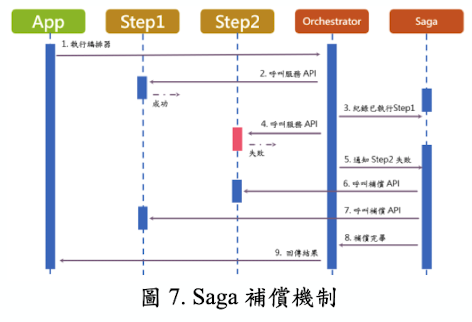 App Step1 Step2 Orchestrator Saga
1. 執行編排器
2. 呼叫服務 API
成功
3. 紀錄已執行Step1
4. 呼叫服務 API
失敗
5. 通知 Step2 失敗
6. 呼叫補償 API
7. 呼叫補償 API
8. 補償完畢
9. 回傳結果
圖 7. Saga 補償機制